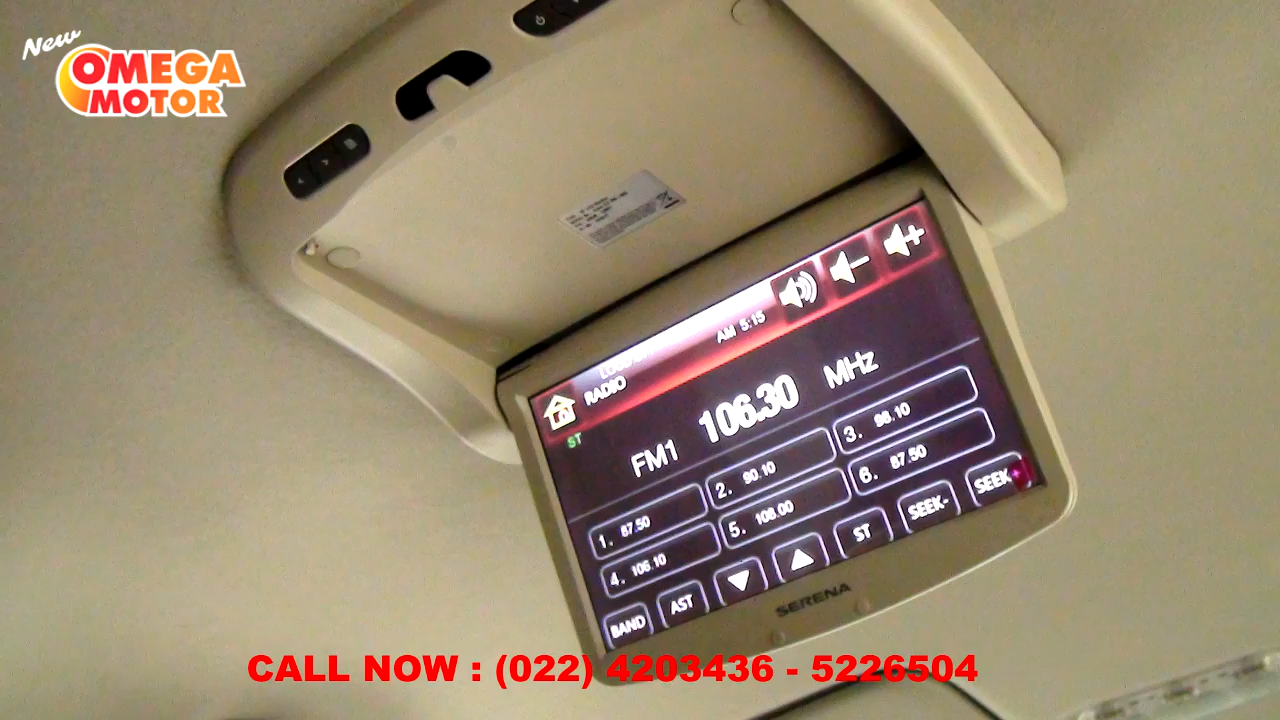 New
OMEGA
MOTOR
AM 5:15
RADIO
ST
FM1 106.30 MHz
1. 87.50
2. 90.10
3. 98.10
4. 106.10
5. 108.00
6. 87.50
BAND
AST
ST
SEEK-
SEEK+
SERENA
CALL NOW : (022) 4203436 - 5226504